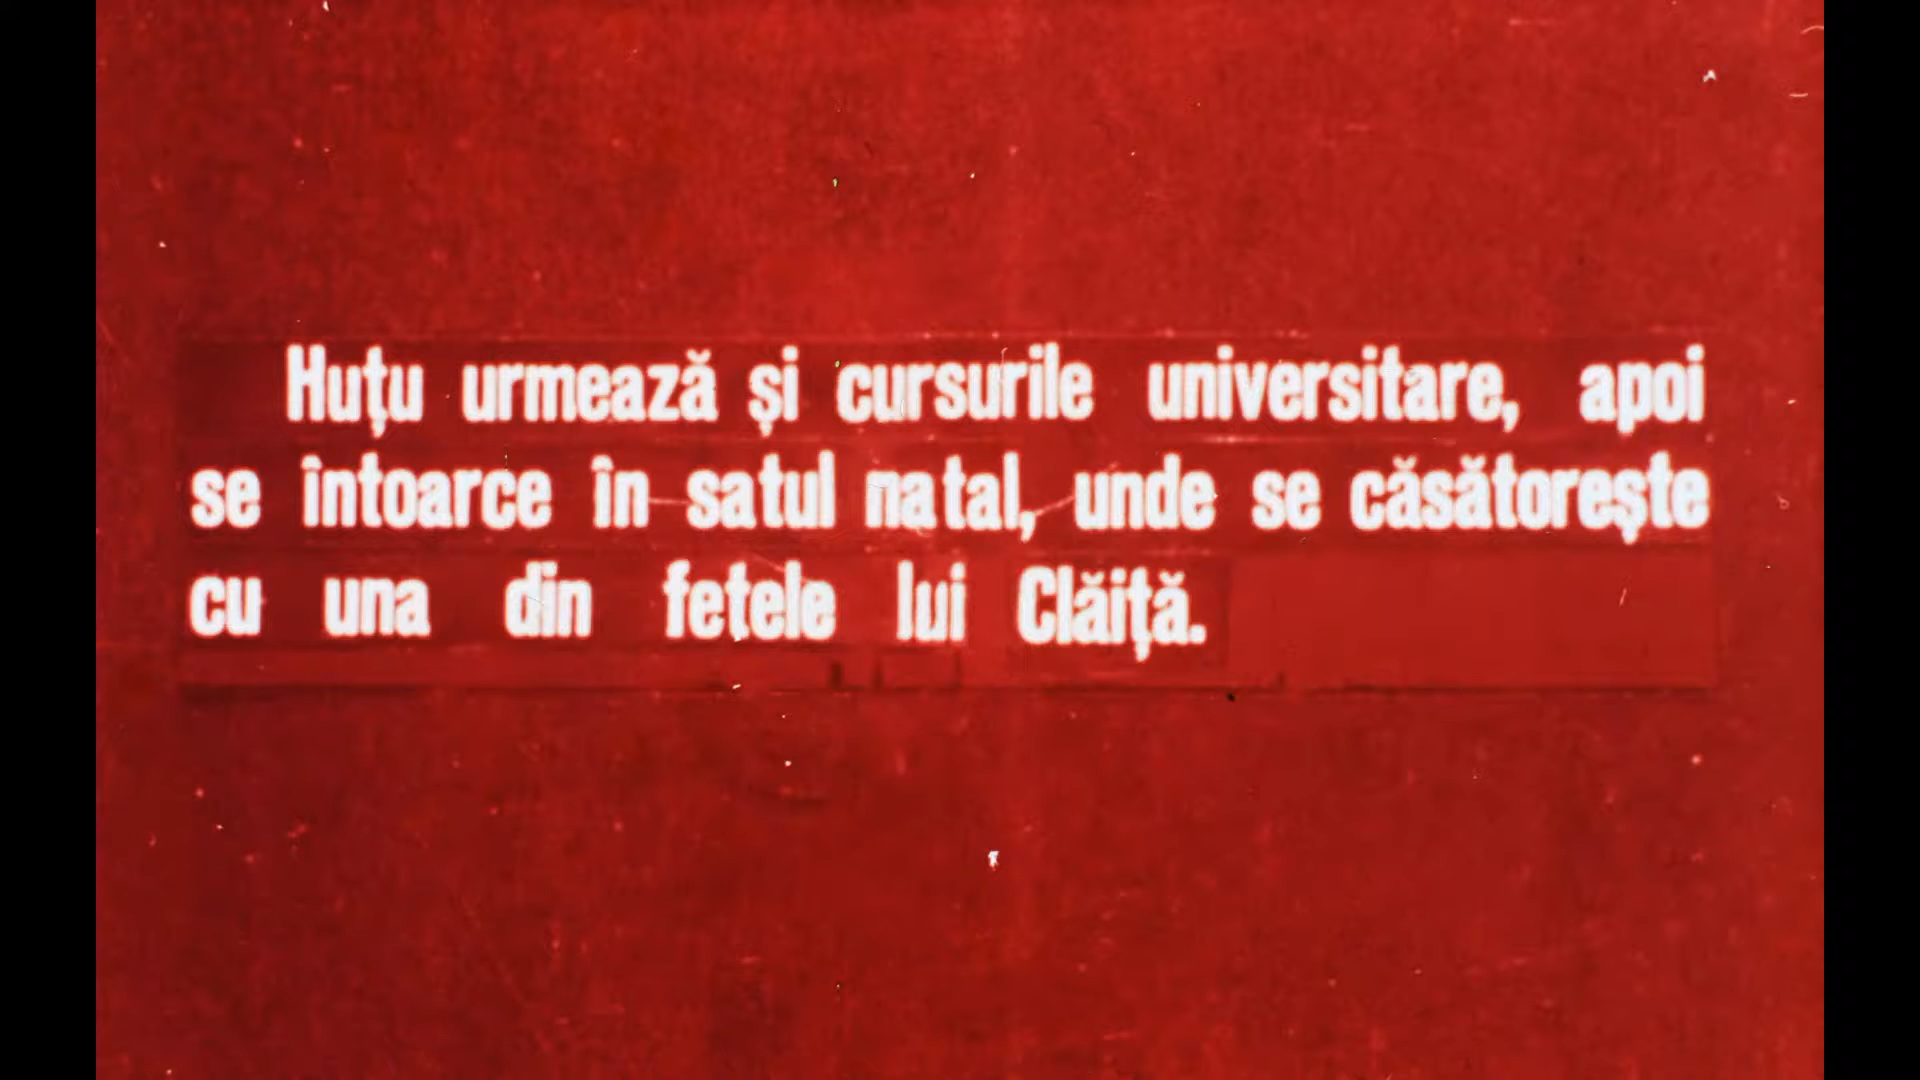 Huțu urmează și cursurile universitare, apoi
se întoarce în satul natal, unde se căsătorește
cu una din fetele lui Clăiță.